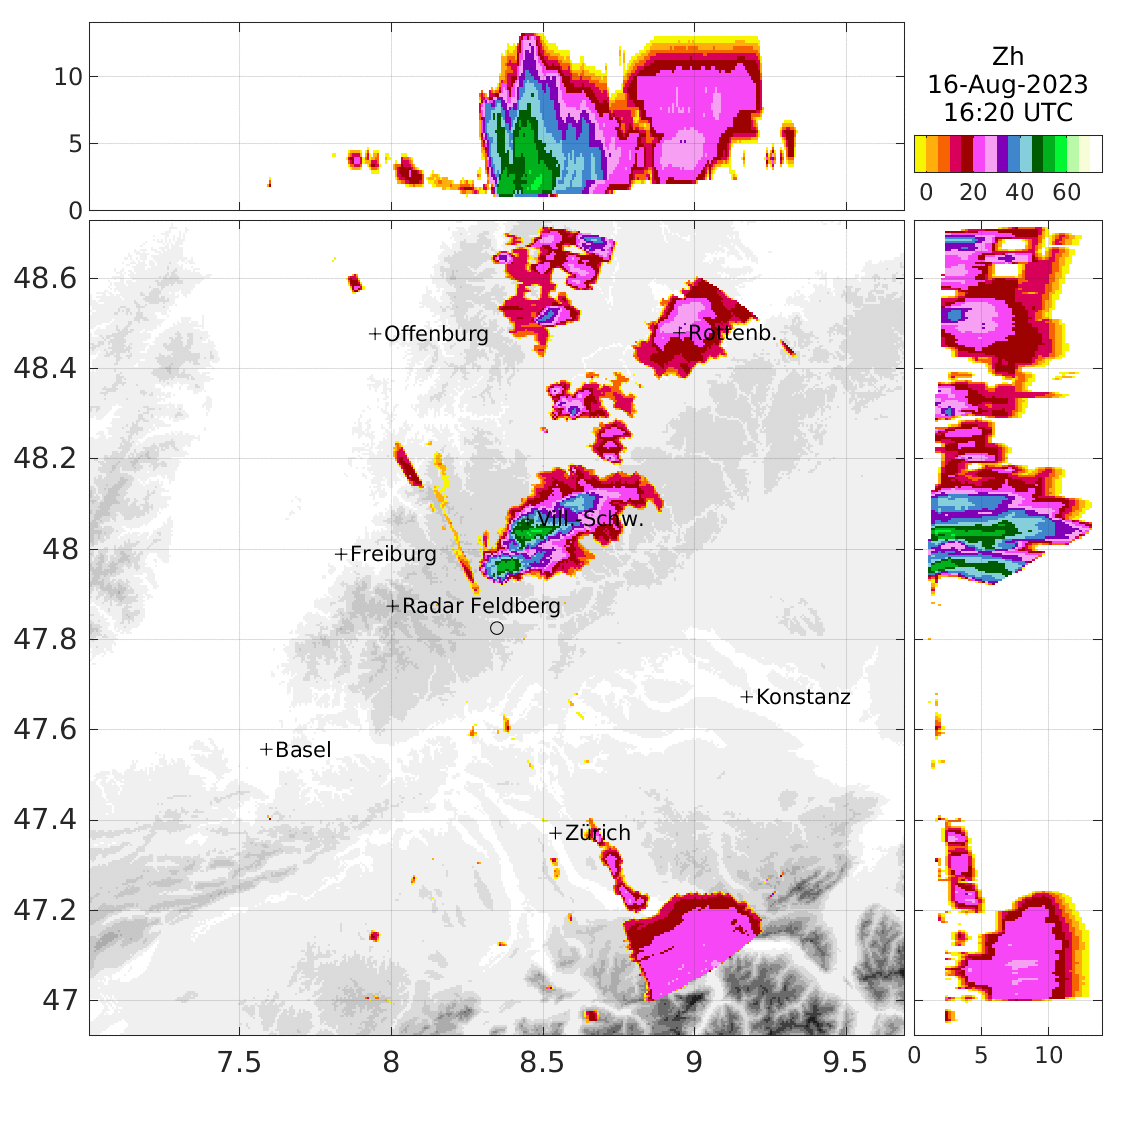 10
5
0
Zh
16-Aug-2023
16:20 UTC
0 20 40 60
48.6
48.4
48.2
48
47.8
47.6
47.4
47.2
47
+Offenburg
+Rottenb.
+Vill.-Schw.
+Freiburg
+Radar Feldberg
+Konstanz
+Basel
+Zürich
7.5 8 8.5 9 9.5
0 5 10